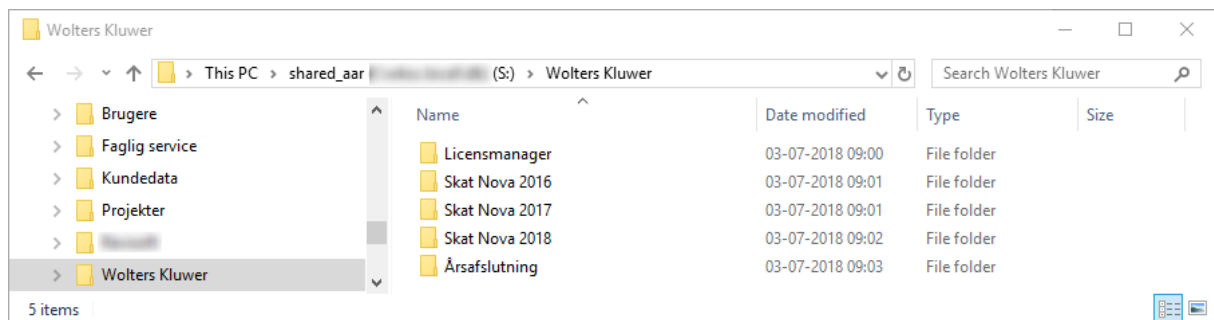 Wolters Kluwer
This PC > shared_aar (S:) > Wolters Kluwer
Search Wolters Kluwer
Brugere
Faglig service
Kundedata
Projekter
Wolters Kluwer
Name Date modified Type Size
Licensmanager 03-07-2018 09:00 File folder
Skat Nova 2016 03-07-2018 09:01 File folder
Skat Nova 2017 03-07-2018 09:01 File folder
Skat Nova 2018 03-07-2018 09:02 File folder
Årsafslutning 03-07-2018 09:03 File folder
5 items